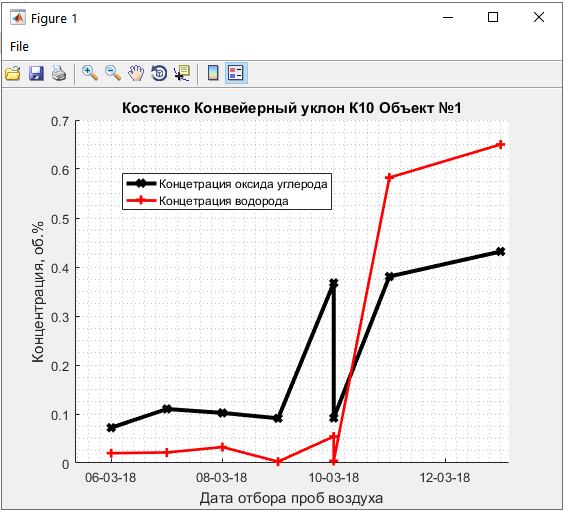 Figure 1
File
Костенко Конвейерный уклон К10 Объект №1
0.7
0.6
0.5
0.4
0.3
0.2
0.1
0
Концентрация, об.%
Концетрация оксида углерода
Концетрация водорода
06-03-18 08-03-18 10-03-18 12-03-18
Дата отбора проб воздуха